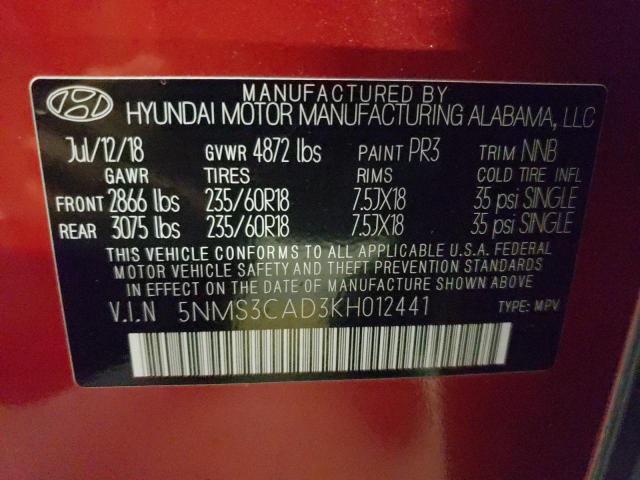 MANUFACTURED BY
HYUNDAI MOTOR MANUFACTURING ALABAMA, LLC
Jul/12/18 GVWR 4872 lbs PAINT PR3 TRIM NNB
GAWR TIRES RIMS COLD TIRE INFL
FRONT 2866 lbs 235/60R18 7.5JX18 35 psi SINGLE
REAR 3075 lbs 235/60R18 7.5JX18 35 psi SINGLE
THIS VEHICLE CONFORMS TO ALL APPLICABLE U.S.A. FEDERAL
MOTOR VEHICLE SAFETY AND THEFT PREVENTION STANDARDS
IN EFFECT ON THE DATE OF MANUFACTURE SHOWN ABOVE
V.I.N 5NMS3CAD3KH012441 TYPE: MPV